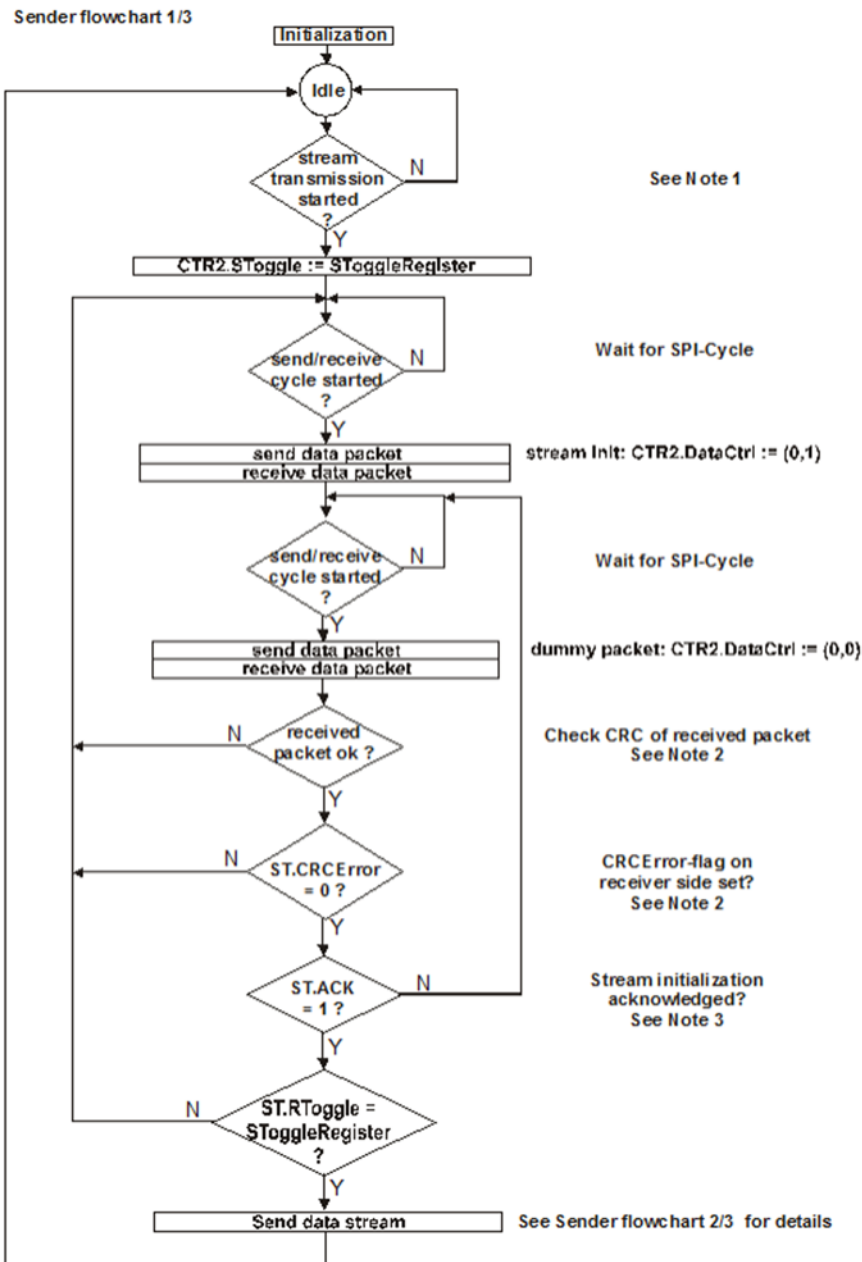 Sender flowchart 1/3
Initialization
Idle
stream
transmission
started
?
N
See Note 1
Y
CTR2.SToggle := SToggleRegister
send/receive
cycle started
?
N
Wait for SPI-Cycle
Y
send data packet
receive data packet
stream Init: CTR2.DataCtrl := (0,1)
send/receive
cycle started
?
N
Wait for SPI-Cycle
Y
send data packet
receive data packet
dummy packet: CTR2.DataCtrl := (0,0)
N
received
packet ok ?
Check CRC of received packet
See Note 2
Y
N
ST.CRCError
= 0 ?
CRCError-flag on
receiver side set?
See Note 2
Y
ST.ACK
= 1 ?
N
Stream initialization
acknowledged?
See Note 3
Y
N
ST.RToggle =
SToggleRegister
?
Y
Send data stream
See Sender flowchart 2/3 for details